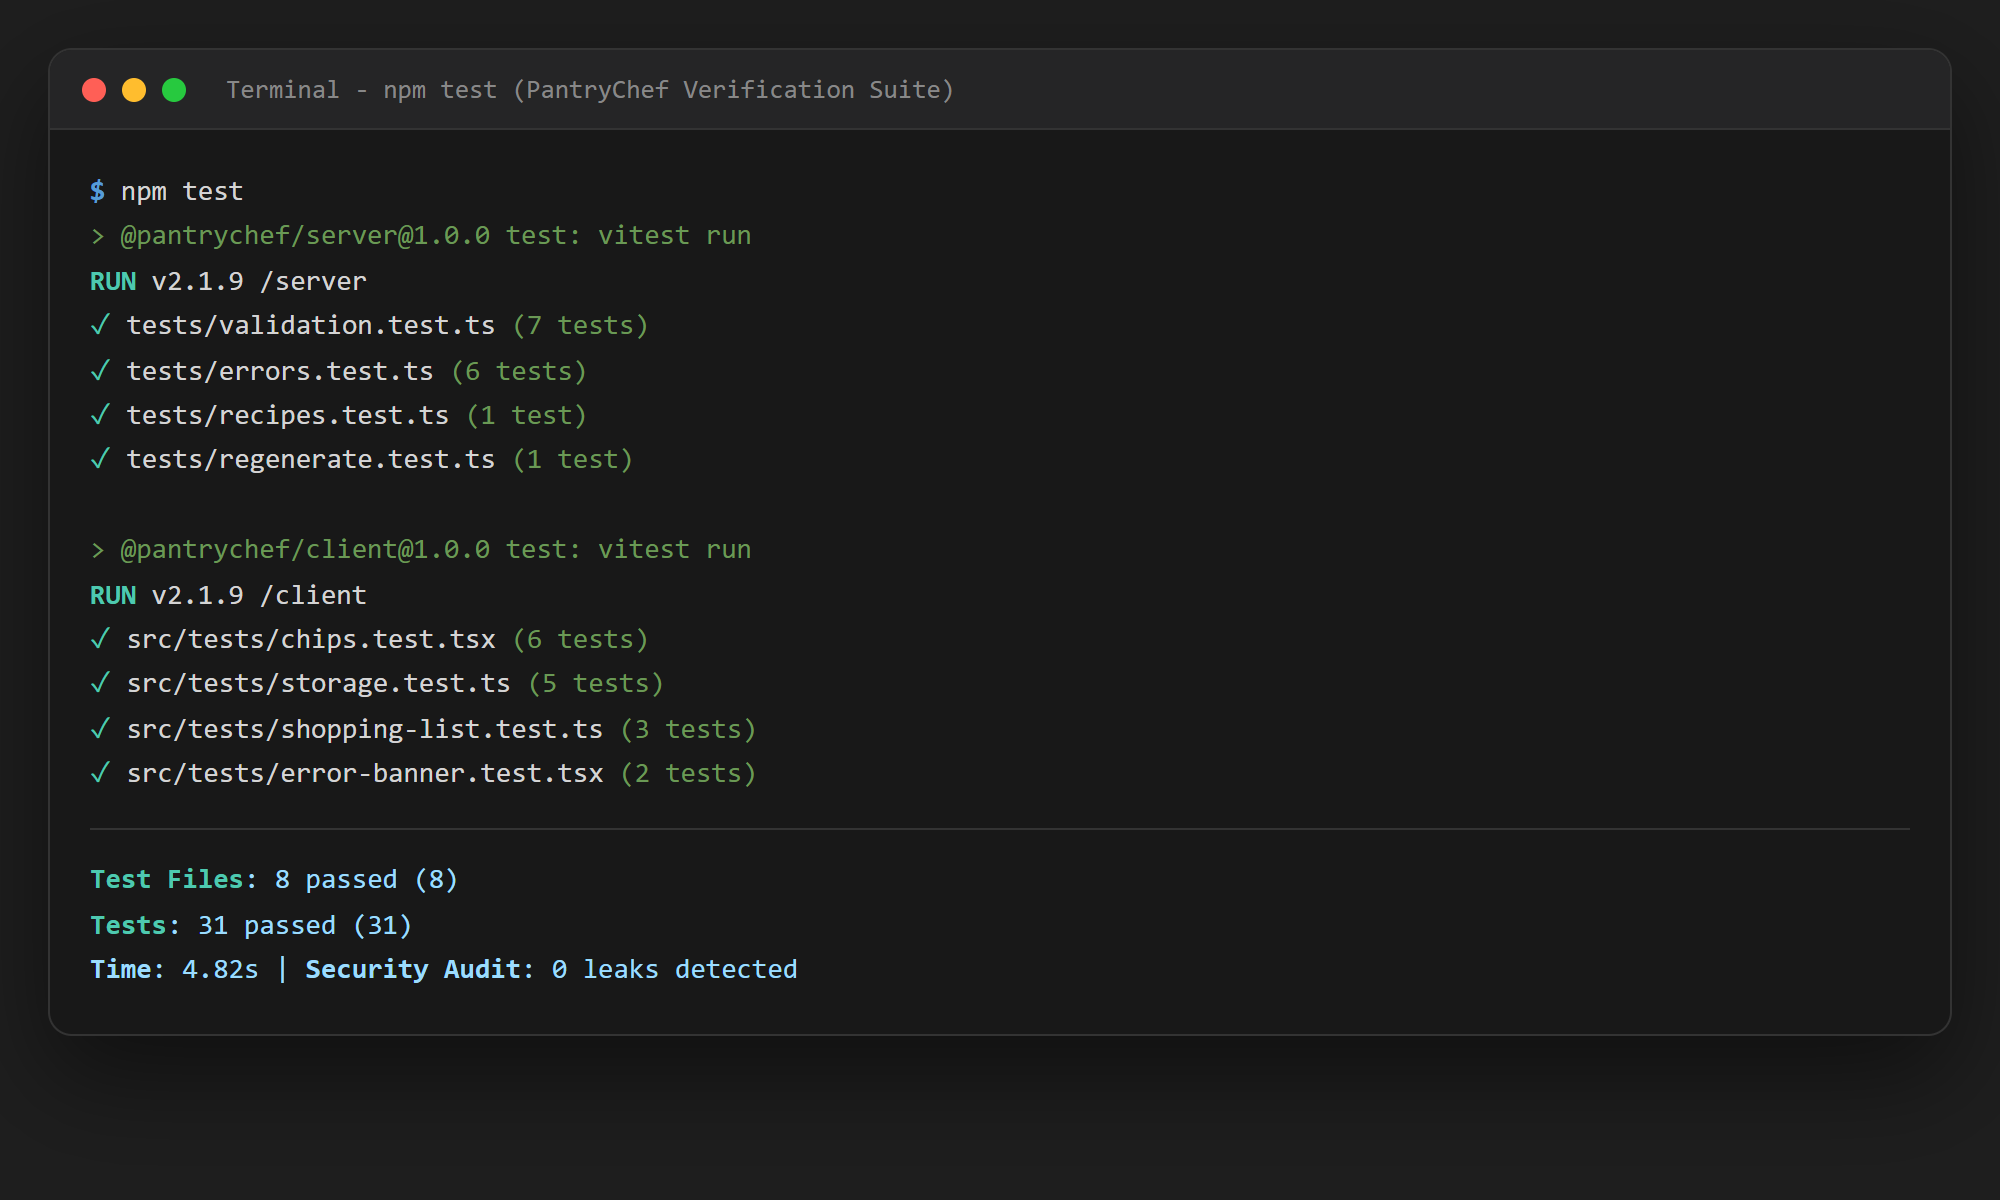 Terminal - npm test (PantryChef Verification Suite)
$ npm test
> @pantrychef/server@1.0.0 test: vitest run
RUN v2.1.9 /server
✓ tests/validation.test.ts (7 tests)
✓ tests/errors.test.ts (6 tests)
✓ tests/recipes.test.ts (1 test)
✓ tests/regenerate.test.ts (1 test)
> @pantrychef/client@1.0.0 test: vitest run
RUN v2.1.9 /client
✓ src/tests/chips.test.tsx (6 tests)
✓ src/tests/storage.test.ts (5 tests)
✓ src/tests/shopping-list.test.ts (3 tests)
✓ src/tests/error-banner.test.tsx (2 tests)
Test Files: 8 passed (8)
Tests: 31 passed (31)
Time: 4.82s | Security Audit: 0 leaks detected